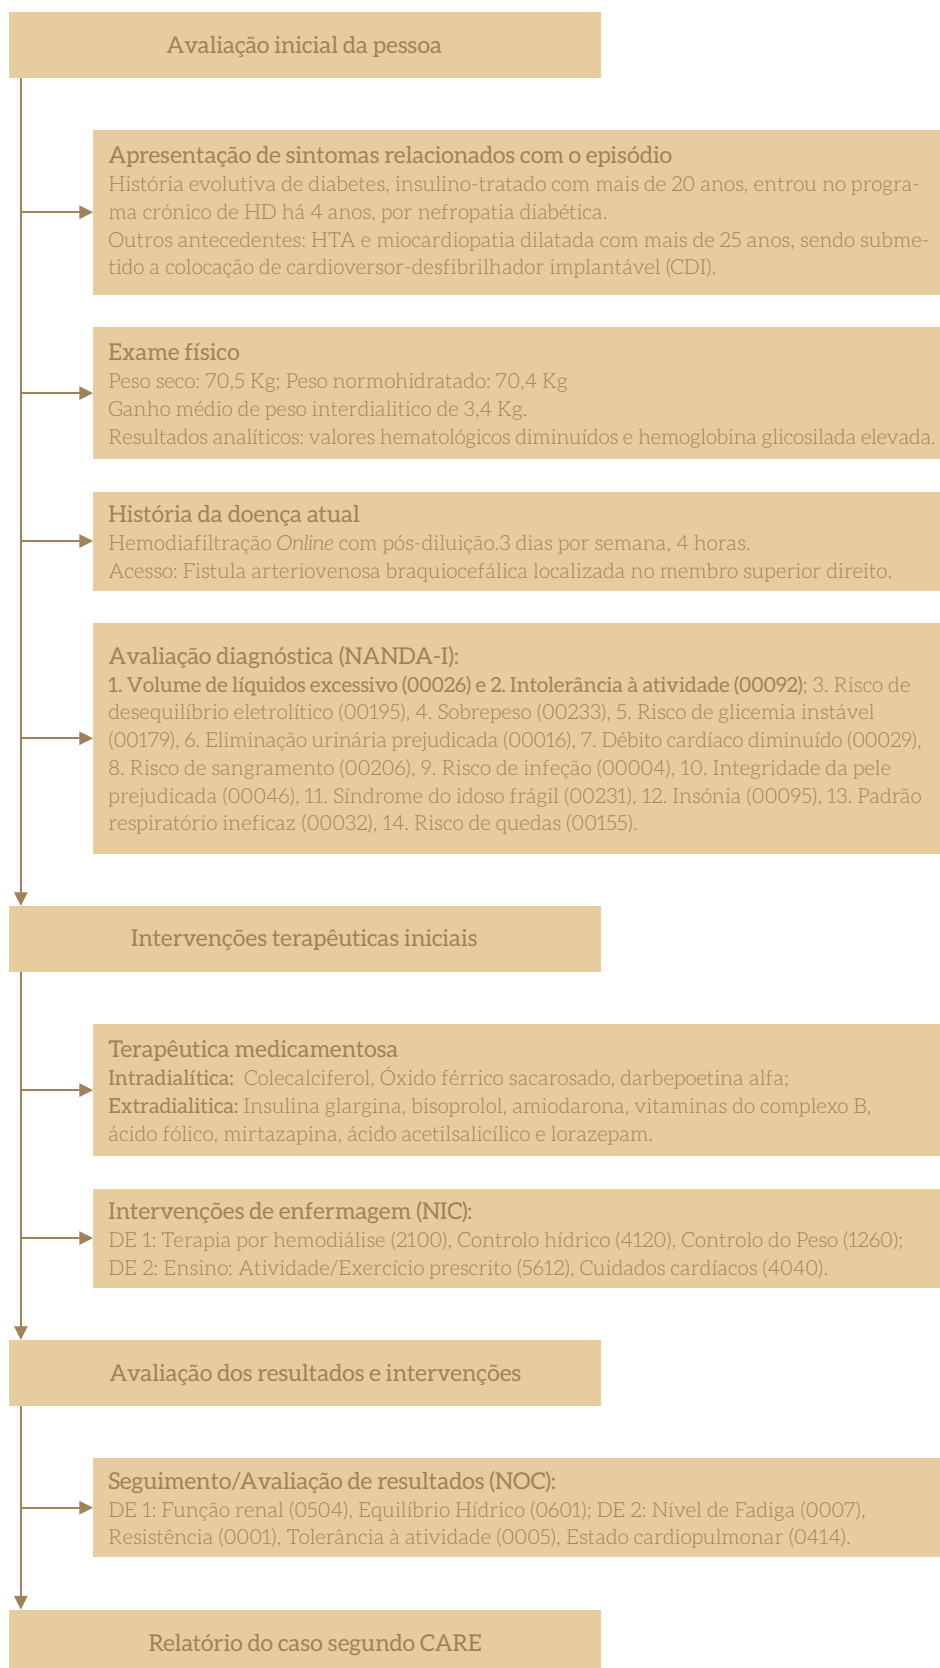 Avaliação inicial da pessoa
Apresentação de sintomas relacionados com o episódio
História evolutiva de diabetes, insulino-tratado com mais de 20 anos, entrou no progra-
ma crónico de HD há 4 anos, por nefropatia diabética.
Outros antecedentes: HTA e miocardiopatia dilatada com mais de 25 anos, sendo subme-
tido a colocação de cardioversor-desfibrilhador implantável (CDI).
Exame físico
Peso seco: 70,5 Kg; Peso normohidratado: 70,4 Kg
Ganho médio de peso interdialitico de 3,4 Kg.
Resultados analíticos: valores hematológicos diminuídos e hemoglobina glicosilada elevada.
História da doença atual
Hemodiafiltração Online com pós-diluição.3 dias por semana, 4 horas.
Acesso: Fistula arteriovenosa braquiocefálica localizada no membro superior direito.
Avaliação diagnóstica (NANDA-I):
1. Volume de líquidos excessivo (00026) e 2. Intolerância à atividade (00092); 3. Risco de
desequilíbrio eletrolítico (00195), 4. Sobrepeso (00233), 5. Risco de glicemia instável
(00179), 6. Eliminação urinária prejudicada (00016), 7. Débito cardíaco diminuído (00029),
8. Risco de sangramento (00206), 9. Risco de infeção (00004), 10. Integridade da pele
prejudicada (00046), 11. Síndrome do idoso frágil (00231), 12. Insónia (00095), 13. Padrão
respiratório ineficaz (00032), 14. Risco de quedas (00155).
Intervenções terapêuticas iniciais
Terapêutica medicamentosa
Intradialítica: Colecalciferol, Óxido férrico sacarosado, darbepoetina alfa;
Extradialitica: Insulina glargina, bisoprolol, amiodarona, vitaminas do complexo B,
ácido fólico, mirtazapina, ácido acetilsalicílico e lorazepam.
Intervenções de enfermagem (NIC):
DE 1: Terapia por hemodiálise (2100), Controlo hídrico (4120), Controlo do Peso (1260);
DE 2: Ensino: Atividade/Exercício prescrito (5612), Cuidados cardíacos (4040).
Avaliação dos resultados e intervenções
Seguimento/Avaliação de resultados (NOC):
DE 1: Função renal (0504), Equilíbrio Hídrico (0601); DE 2: Nível de Fadiga (0007),
Resistência (0001), Tolerância à atividade (0005), Estado cardiopulmonar (0414).
Relatório do caso segundo CARE